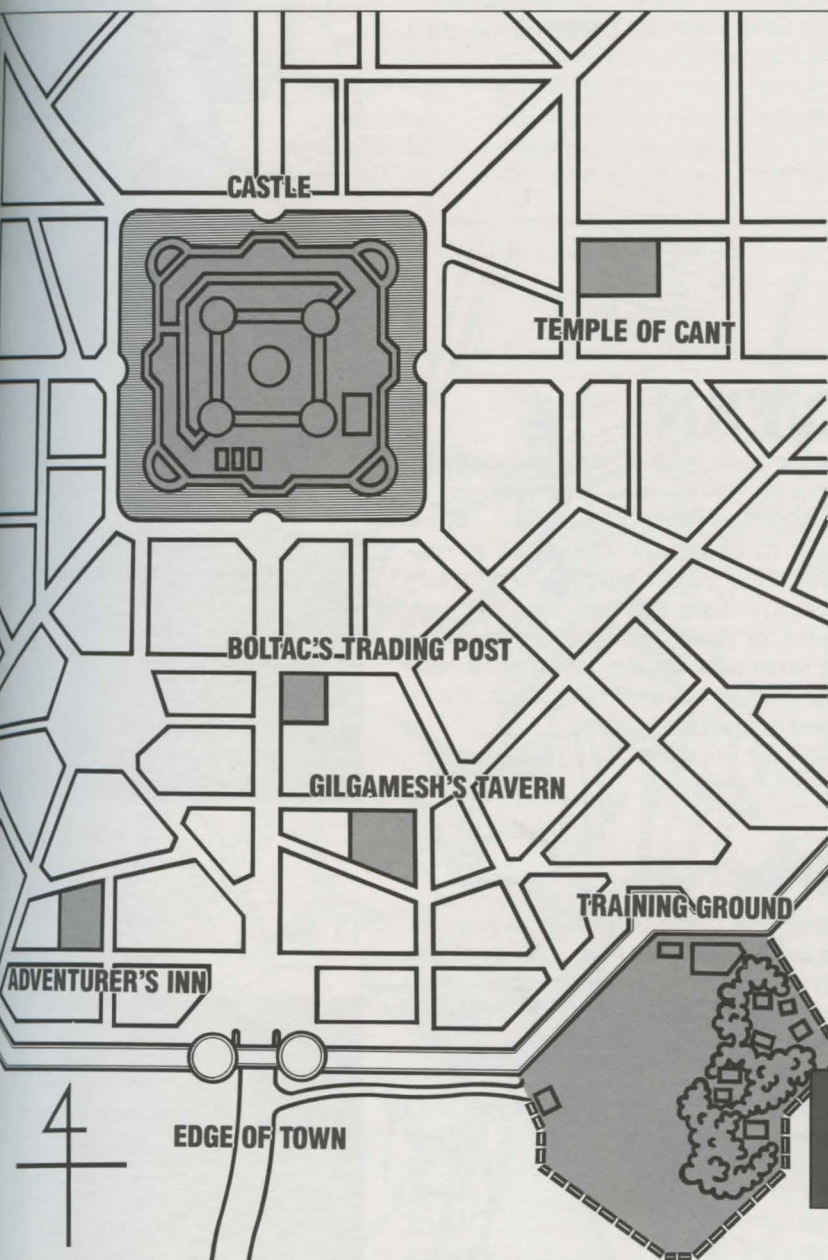 CASTLE
TEMPLE OF CANT
BOLTAC'S TRADING POST
GILGAMESH'S TAVERN
TRAINING GROUND
ADVENTURER'S INN
EDGE OF TOWN